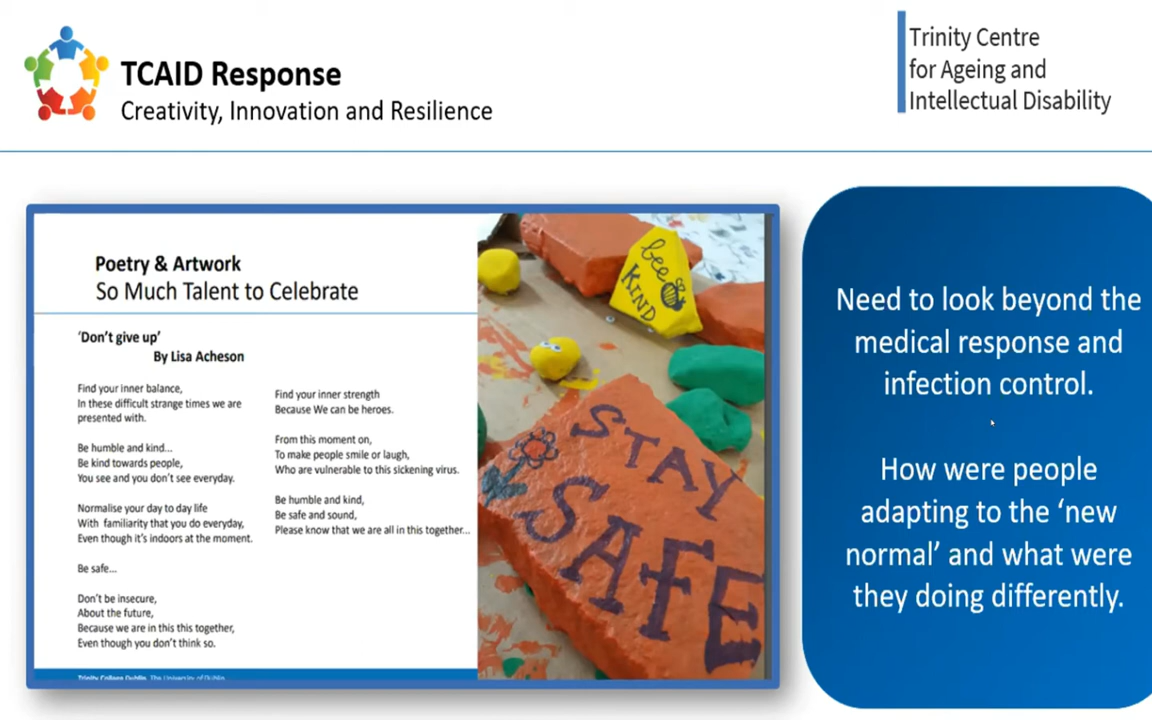 TCAID Response
Creativity, Innovation and Resilience
Trinity Centre
for Ageing and
Intellectual Disability
Poetry & Artwork
So Much Talent to Celebrate
‘Don’t give up’
By Lisa Acheson
Find your inner balance,
In these difficult strange times we are
presented with.
Be humble and kind...
Be kind towards people,
You see and you don’t see everyday.
Normalise your day to day life
With familiarity that you do everyday,
Even though it’s indoors at the moment.
Be safe...
Don’t be insecure,
About the future,
Because we are in this this together,
Even though you don’t think so.
Find your inner strength
Because We can be heroes.
From this moment on,
To make people smile or laugh,
Who are vulnerable to this sickening virus.
Be humble and kind,
Be safe and sound,
Please know that we are all in this together...
Trinity College Dublin, The University of Dublin
bee
KIND
STAY
SAFE
Need to look beyond the
medical response and
infection control.
How were people
adapting to the ‘new
normal’ and what were
they doing differently.